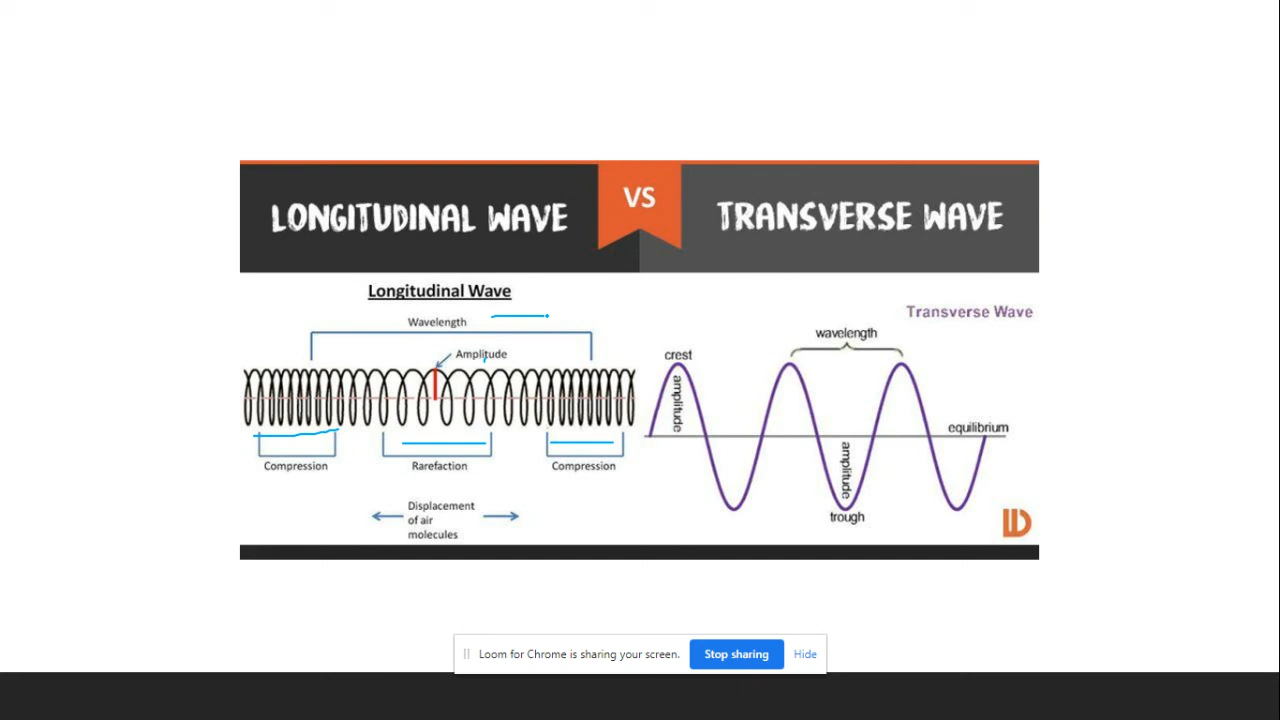 LONGITUDINAL WAVE
VS
TRANSVERSE WAVE
Longitudinal Wave
Wavelength
Amplitude
Compression
Rarefaction
Compression
Displacement
of air
molecules
Transverse Wave
wavelength
crest
amplitude
equilibrium
amplitude
trough
Loom for Chrome is sharing your screen.
Stop sharing
Hide